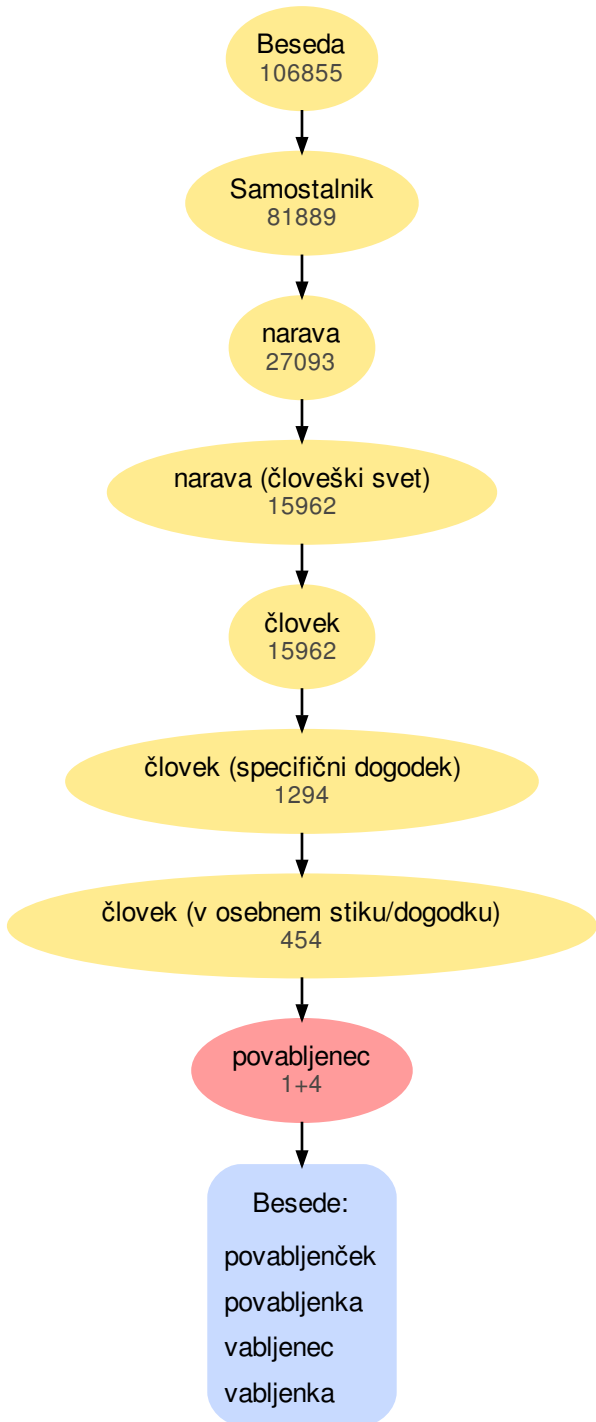 Beseda
106855
Samostalnik
81889
narava
27093
narava (človeški svet)
15962
človek
15962
človek (specifični dogodek)
1294
človek (v osebnem stiku/dogodku)
454
povabljenec
1+4
Besede:
povabljenček
povabljenka
vabljenec
vabljenka